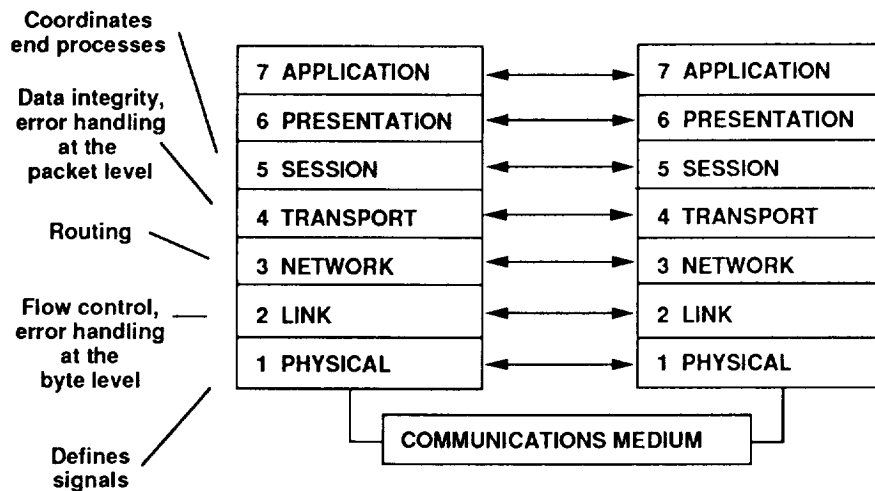 Coordinates
end processes
Data integrity,
error handling
at the
packet level
Routing
Flow control,
error handling
at the
byte level
Defines
signals
7 APPLICATION
6 PRESENTATION
5 SESSION
4 TRANSPORT
3 NETWORK
2 LINK
1 PHYSICAL
7 APPLICATION
6 PRESENTATION
5 SESSION
4 TRANSPORT
3 NETWORK
2 LINK
1 PHYSICAL
COMMUNICATIONS MEDIUM